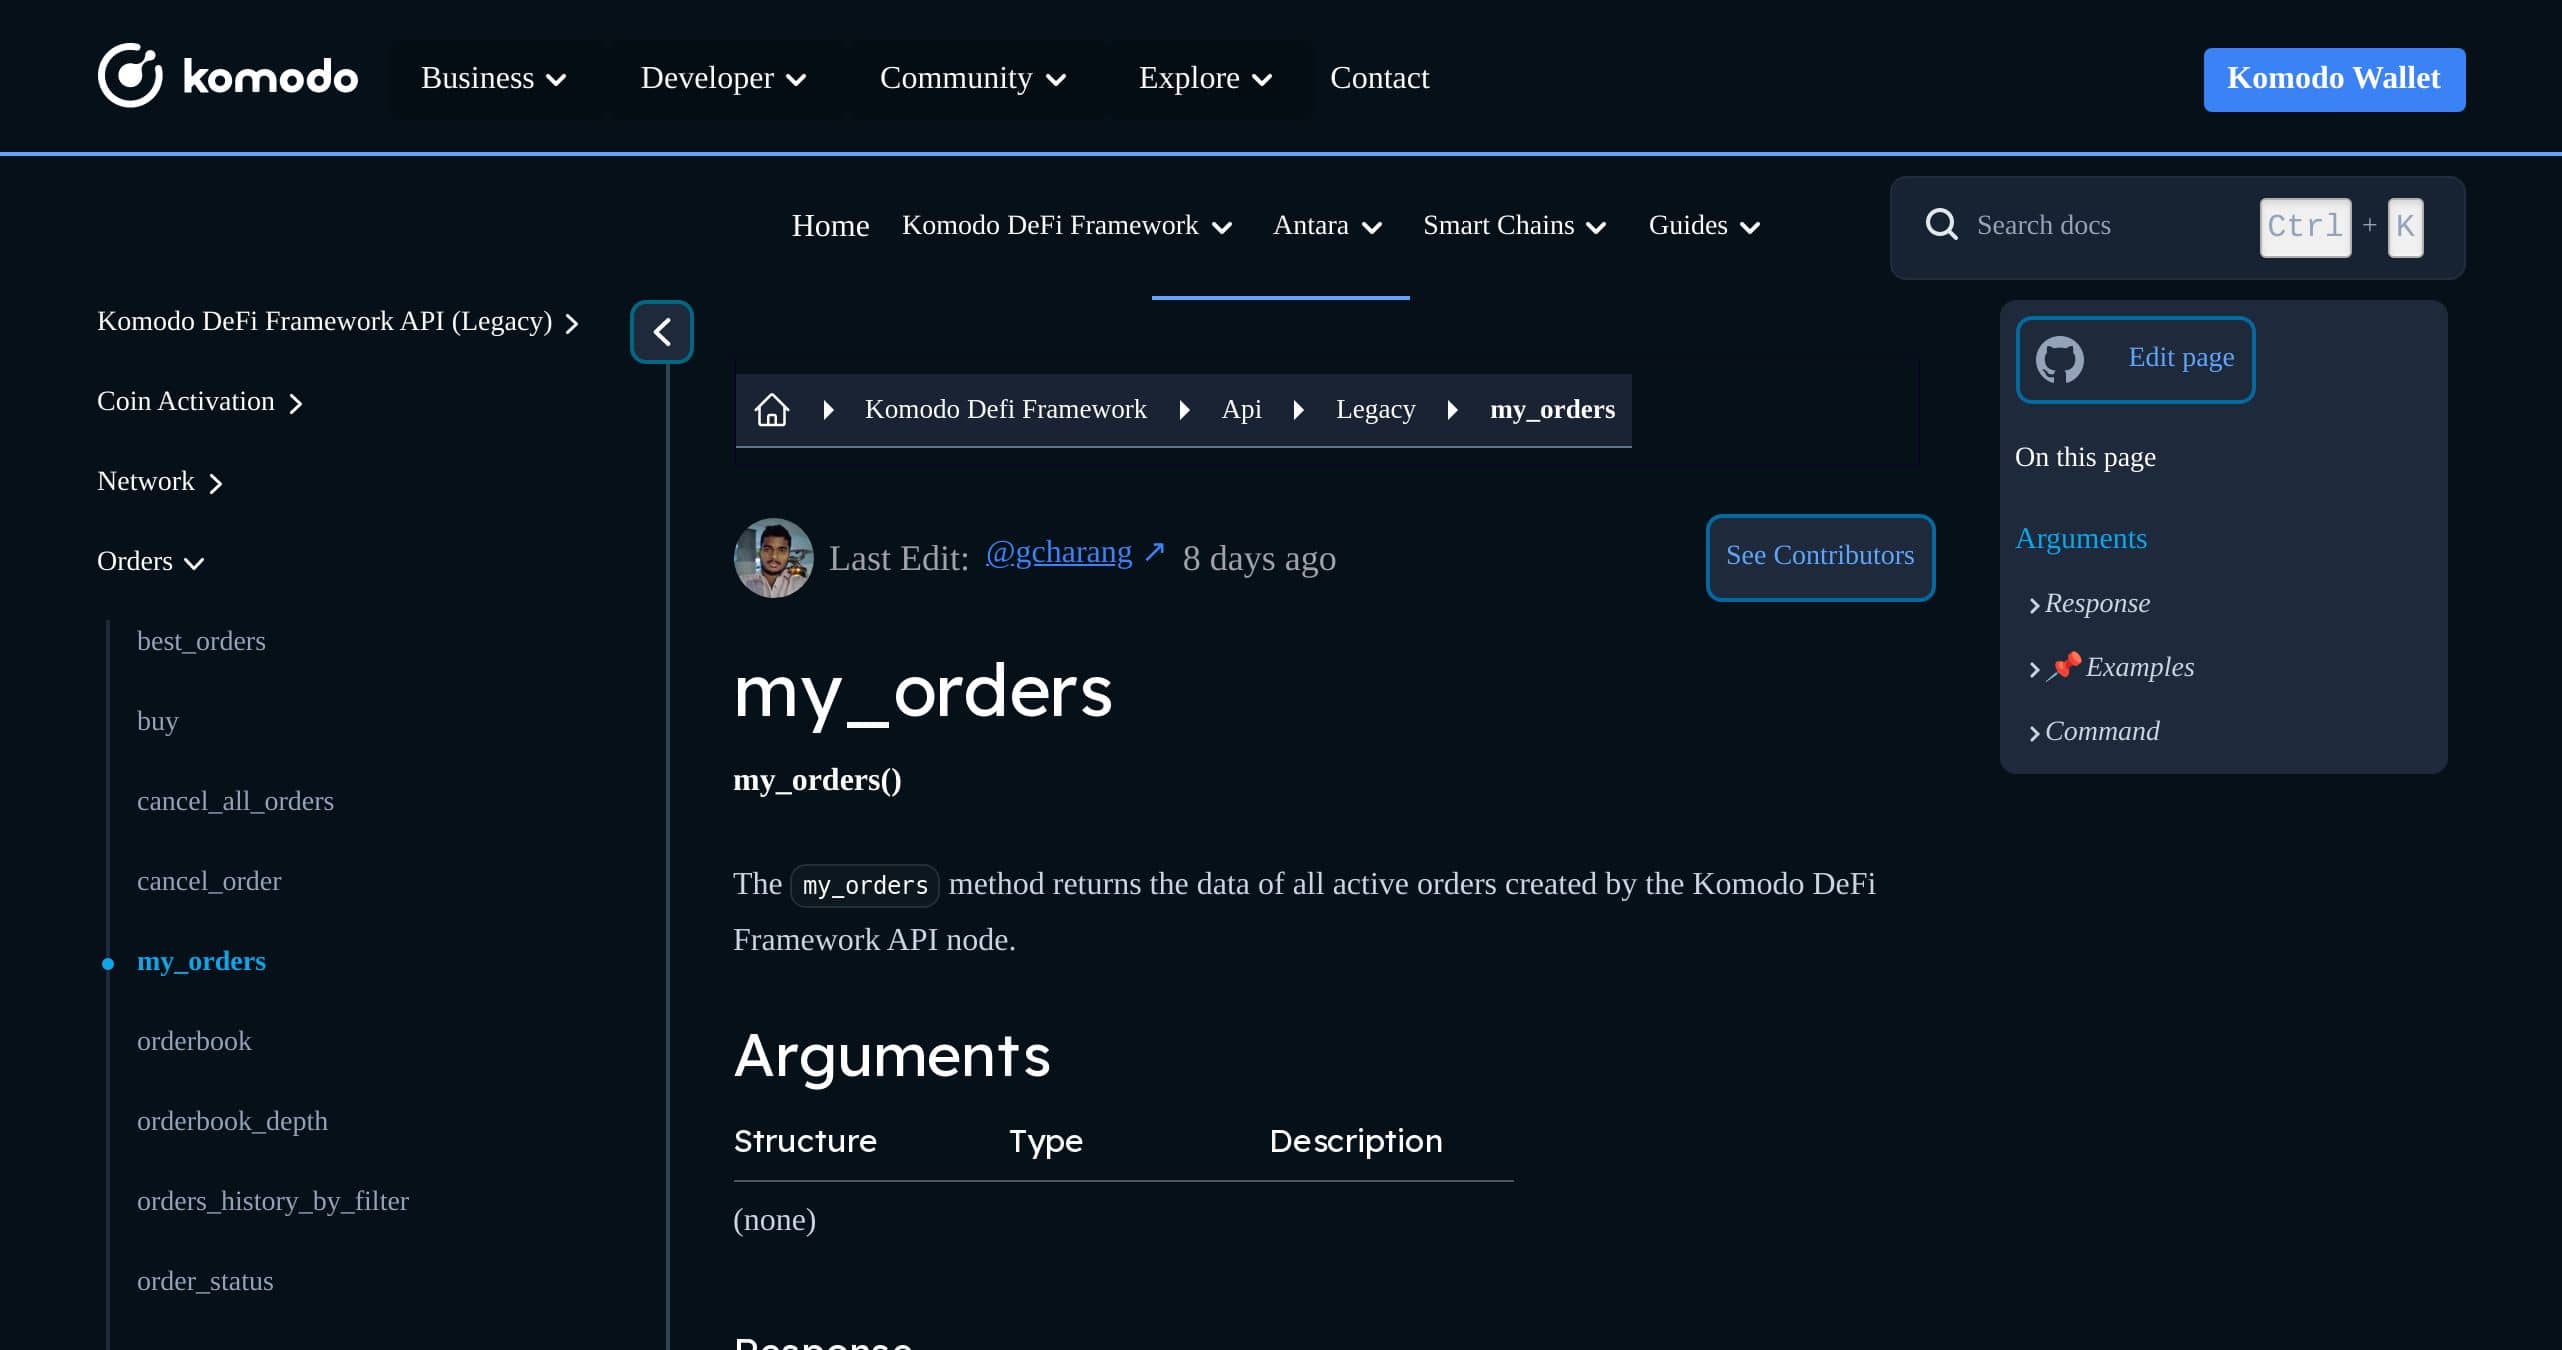 komodo
Business
Developer
Community
Explore
Contact
Komodo Wallet
Home
Komodo DeFi Framework
Antara
Smart Chains
Guides
Search docs
Ctrl + K
Komodo DeFi Framework API (Legacy)
Coin Activation
Network
Orders
best_orders
buy
cancel_all_orders
cancel_order
my_orders
orderbook
orderbook_depth
orders_history_by_filter
order_status
Komodo Defi Framework
Api
Legacy
my_orders
Last Edit: @gcharang ↗ 8 days ago
See Contributors
my_orders
my_orders()
The my_orders method returns the data of all active orders created by the Komodo DeFi
Framework API node.
Arguments
Structure Type Description
(none)
Response
Edit page
On this page
Arguments
Response
📌 Examples
Command